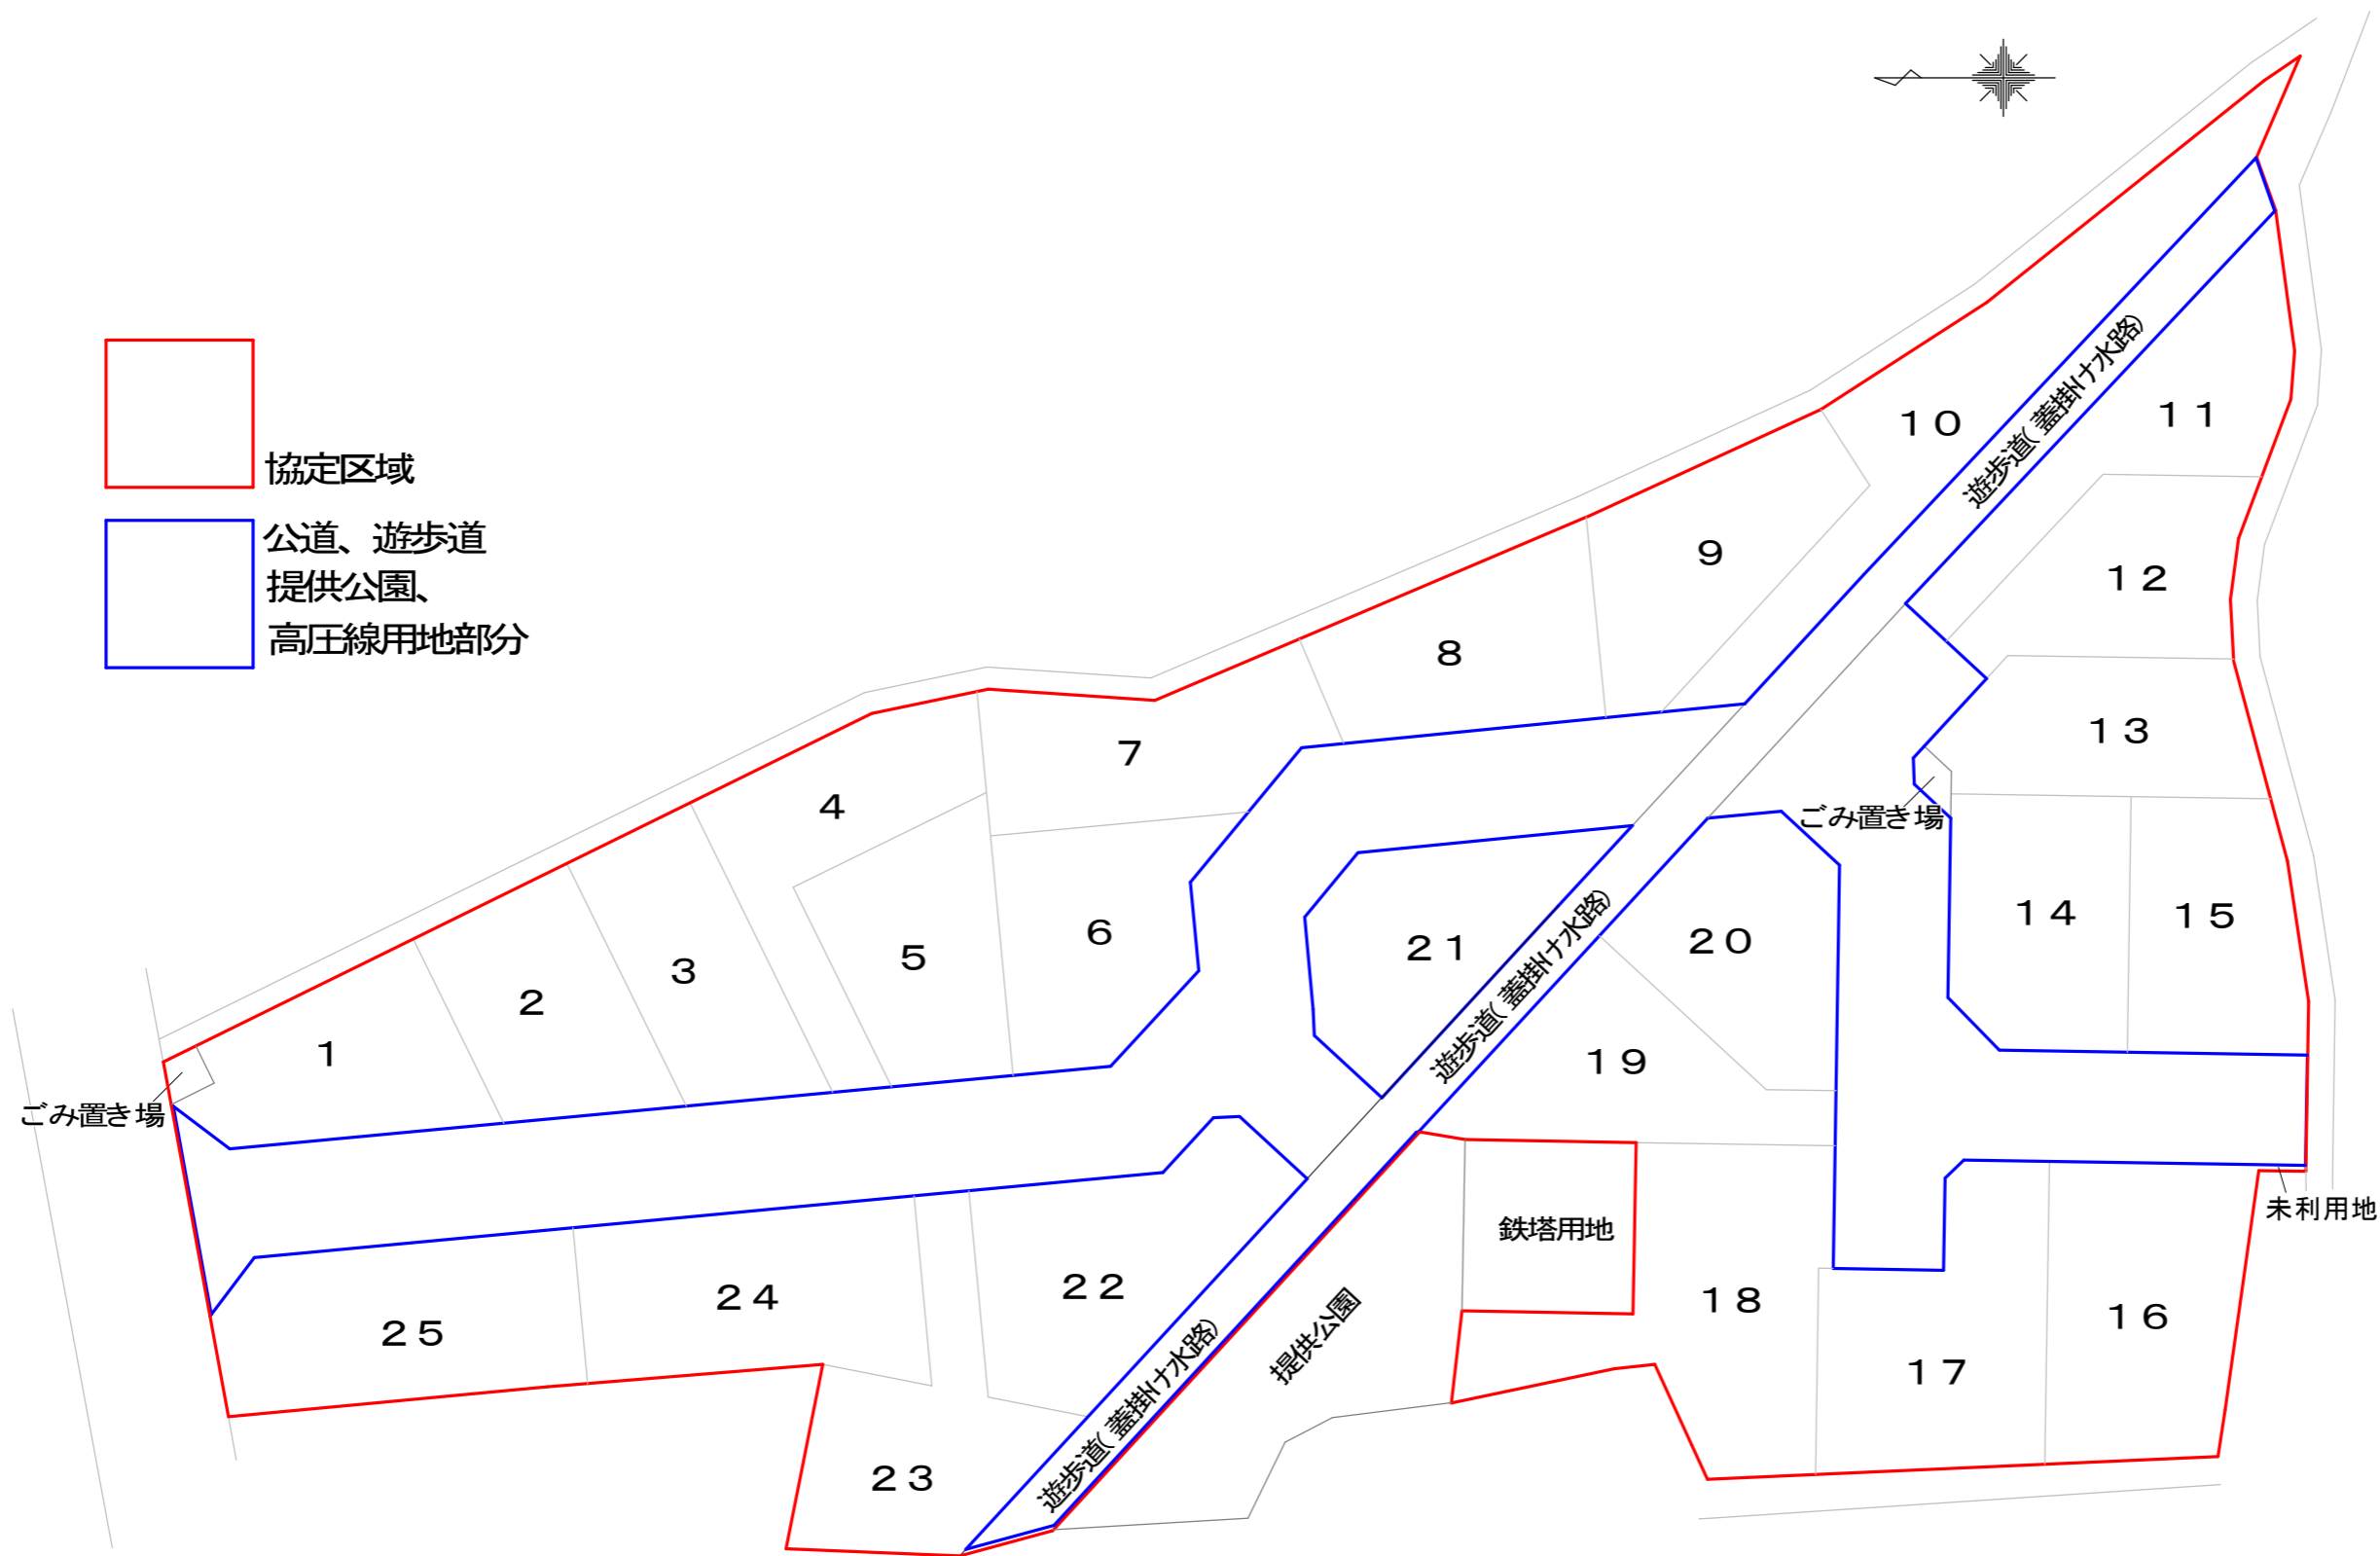 協定区域
公道、遊歩道
提供公園、
高圧線用地部分
10
11
遊歩道(蓋掛け水路)
9
12
8
13
7
4
ごみ置き場
14
15
6
21
20
5
3
2
遊歩道(蓋掛け水路)
1
19
ごみ置き場
未利用地
鉄塔用地
22
24
18
16
25
提供公園
17
遊歩道(蓋掛け水路)
23